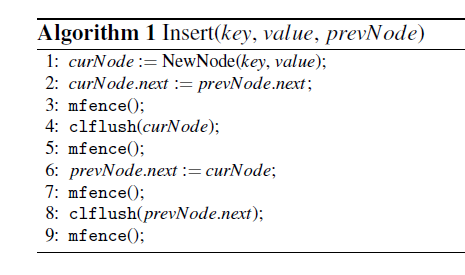 Algorithm 1 Insert(key, value, prevNode)
1: curNode := NewNode(key, value);
2: curNode.next := prevNode.next;
3: mfence();
4: clflush(curNode);
5: mfence();
6: prevNode.next := curNode;
7: mfence();
8: clflush(prevNode.next);
9: mfence();